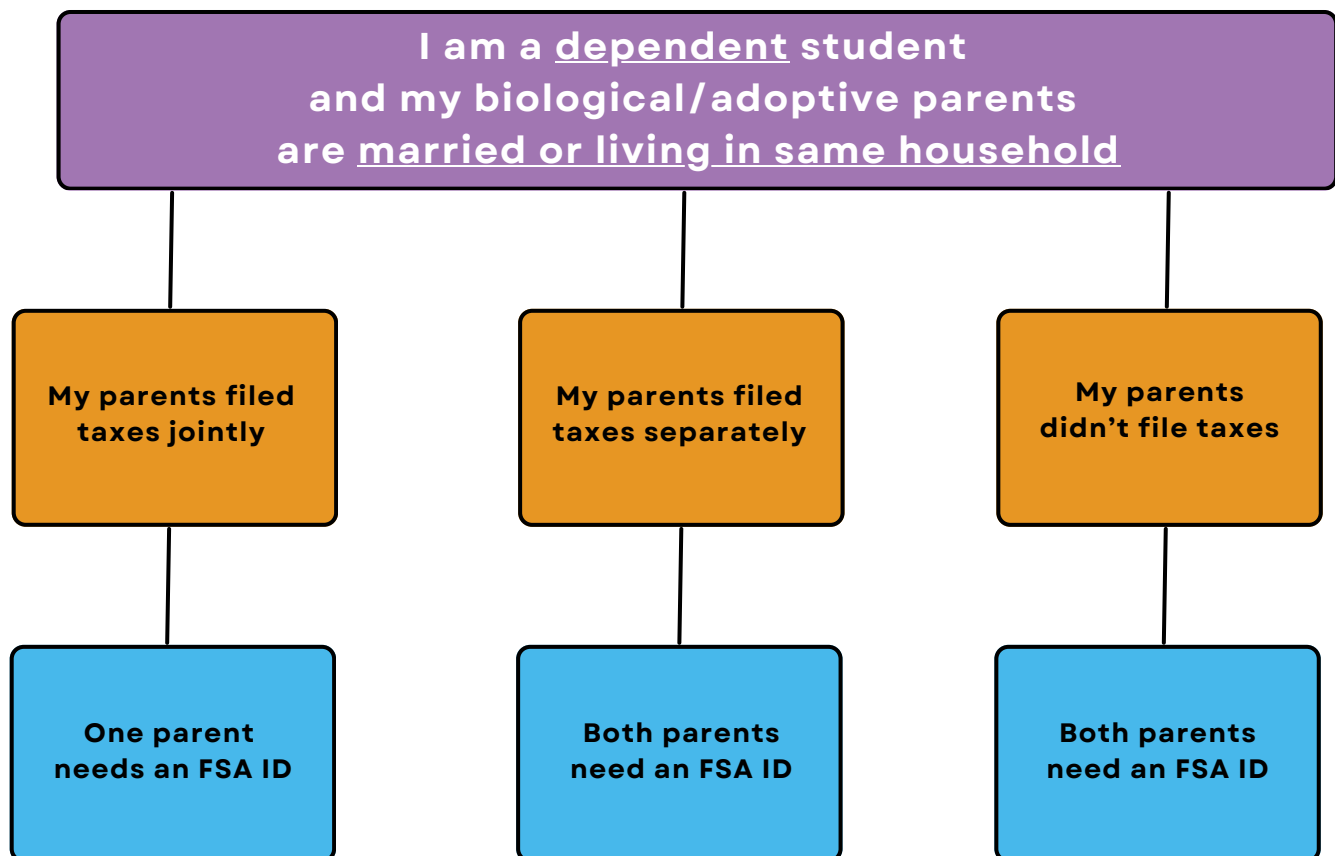 I am a dependent student
and my biological/adoptive parents
are married or living in same household
My parents filed
taxes jointly
My parents filed
taxes separately
My parents
didn’t file taxes
One parent
needs an FSA ID
Both parents
need an FSA ID
Both parents
need an FSA ID